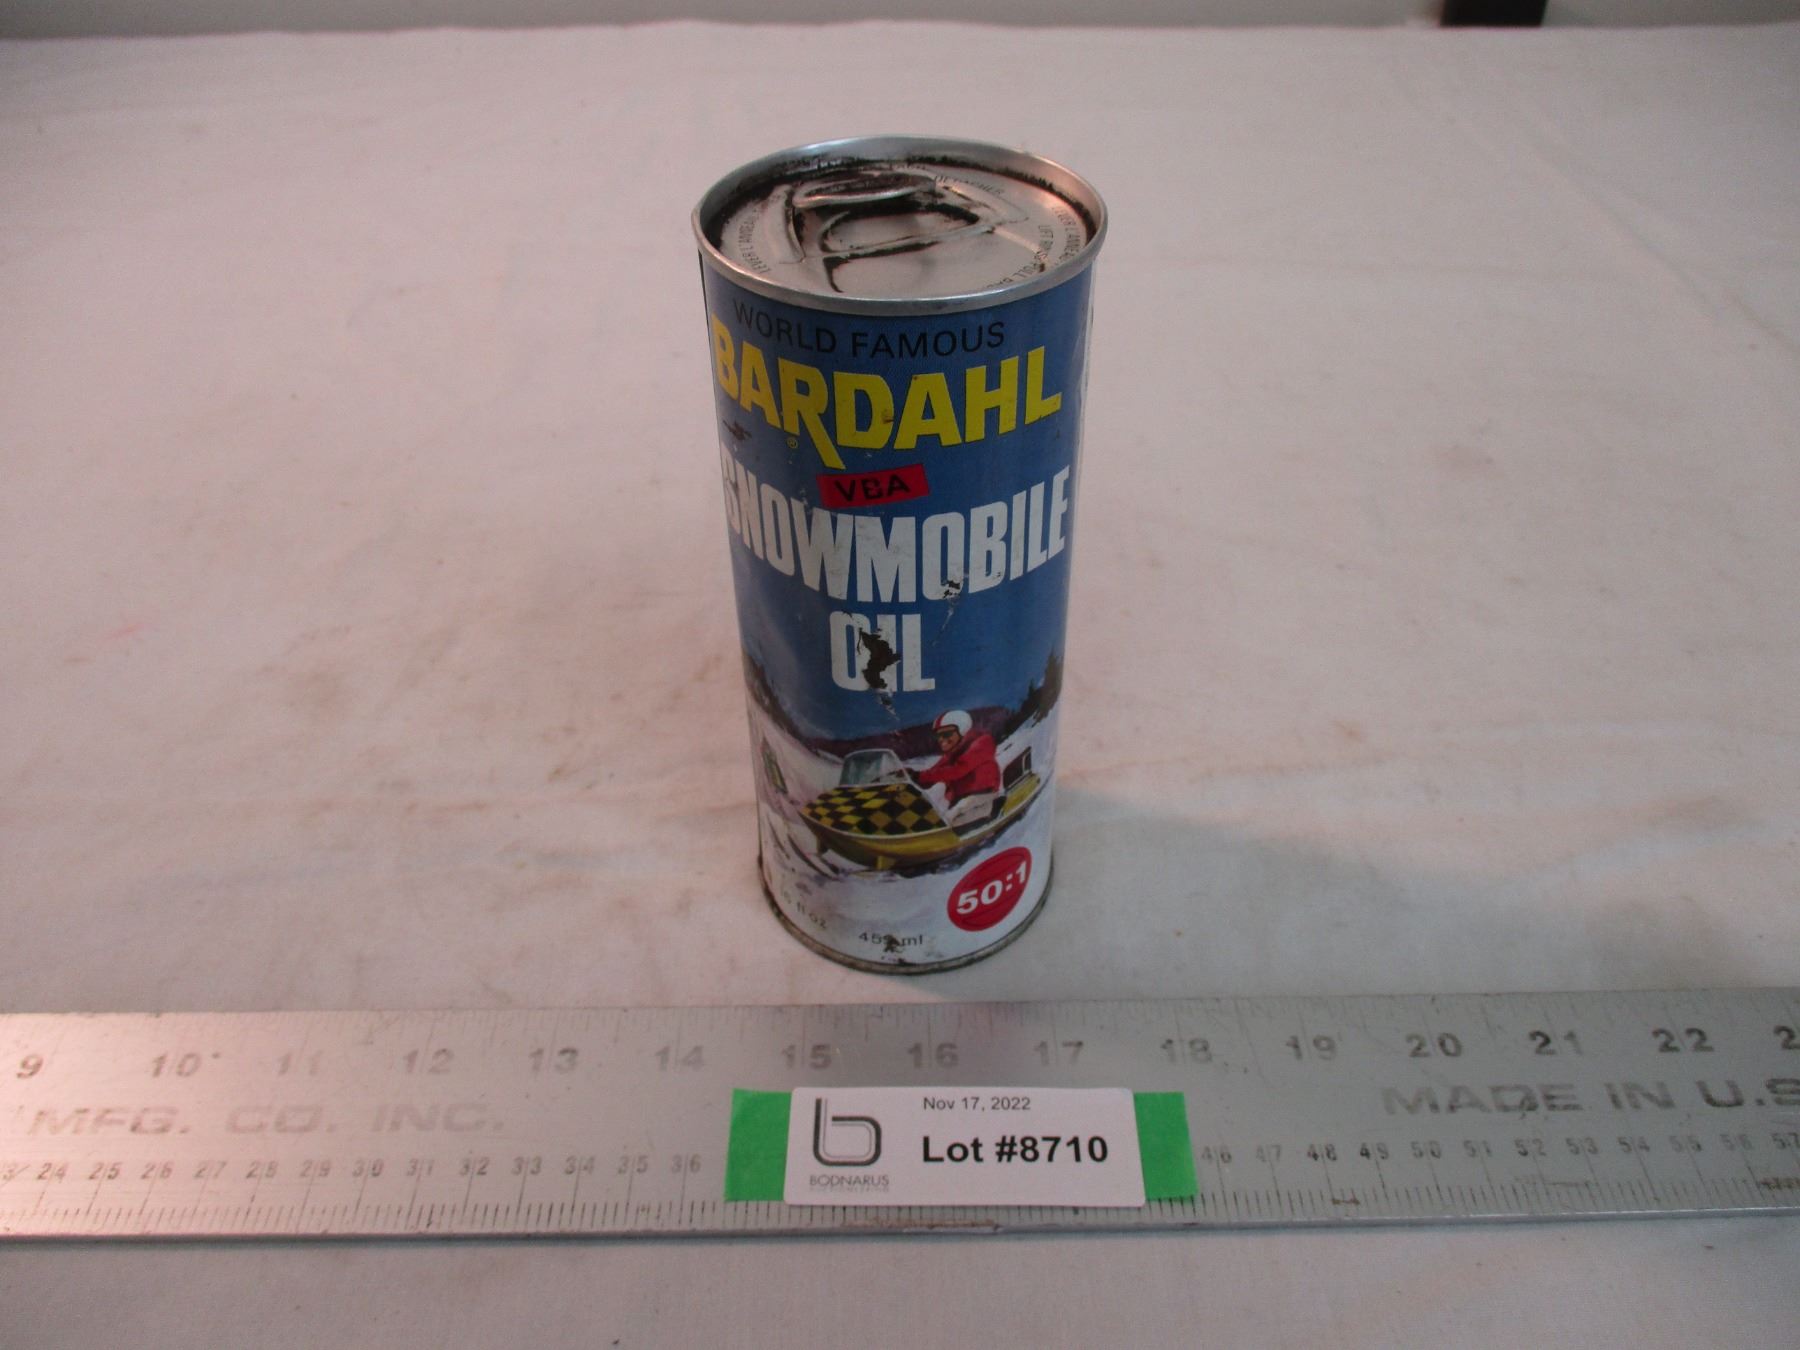 WORLD FAMOUS
BARDAHL
®
VBA
SNOWMOBILE
OIL
50:1
fl oz
ml
9 10 11 12 13 14 15 16 17 18 19 20 21 22
MFG. CO. INC.
MADE IN U.S
24 25 26 27 28 29 30 31 32 33 34 35 36
46 47 48 49 50 51 52 53 54 55 56 57
Nov 17, 2022
Lot #8710
b
BODNARUS
AUCTIONEERING